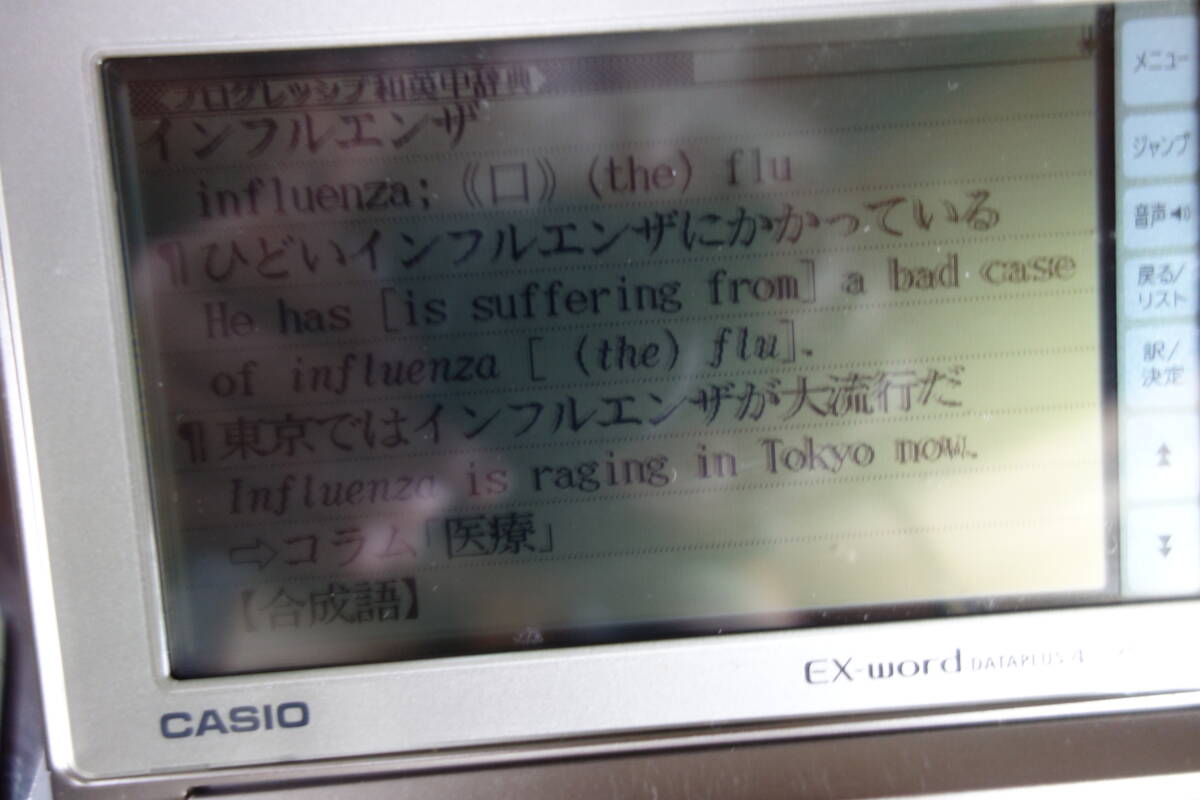 プログレッシブ和英中辞典
インフルエンザ
influenza; 《口》 (the) flu
¶ひどいインフルエンザにかかっている
He has [is suffering from] a bad case
of influenza [ (the) flu].
¶東京ではインフルエンザが大流行だ
Influenza is raging in Tokyo now.
⇨コラム「医療」
【合成語】
メニュー
ジャンプ
音声
戻る/
リスト
訳/
決定
EX-word DATAPLUS 4
CASIO